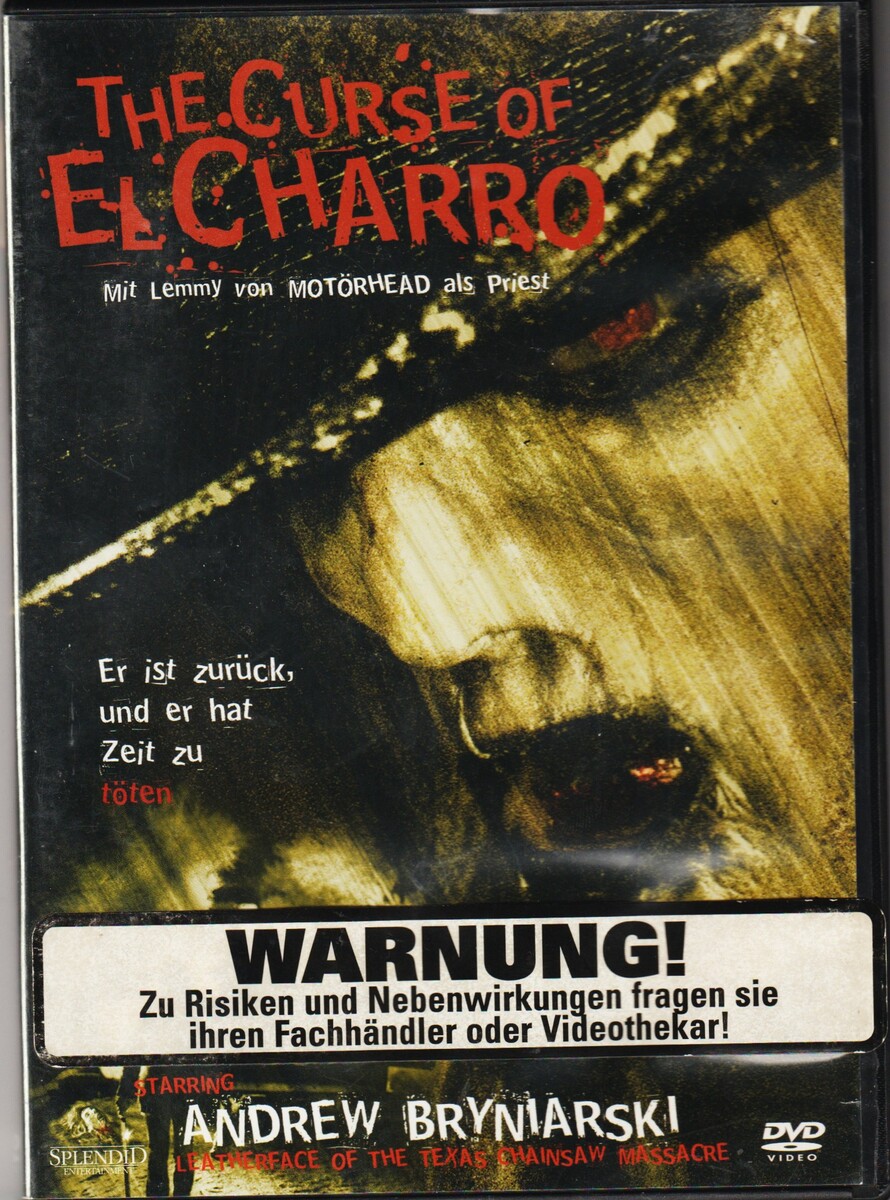 THE CURSE OF
EL CHARRO
Mit Lemmy von MOTÖRHEAD als Priest
Er ist zurück,
und er hat
Zeit zu
töten
WARNUNG!
Zu Risiken und Nebenwirkungen fragen sie
ihren Fachhändler oder Videothekar!
STARRING
ANDREW BRYNIARSKI
LEATHERFACE OF THE TEXAS CHAINSAW MASSACRE
SPLENDID
ENTERTAINMENT
DVD
VIDEO